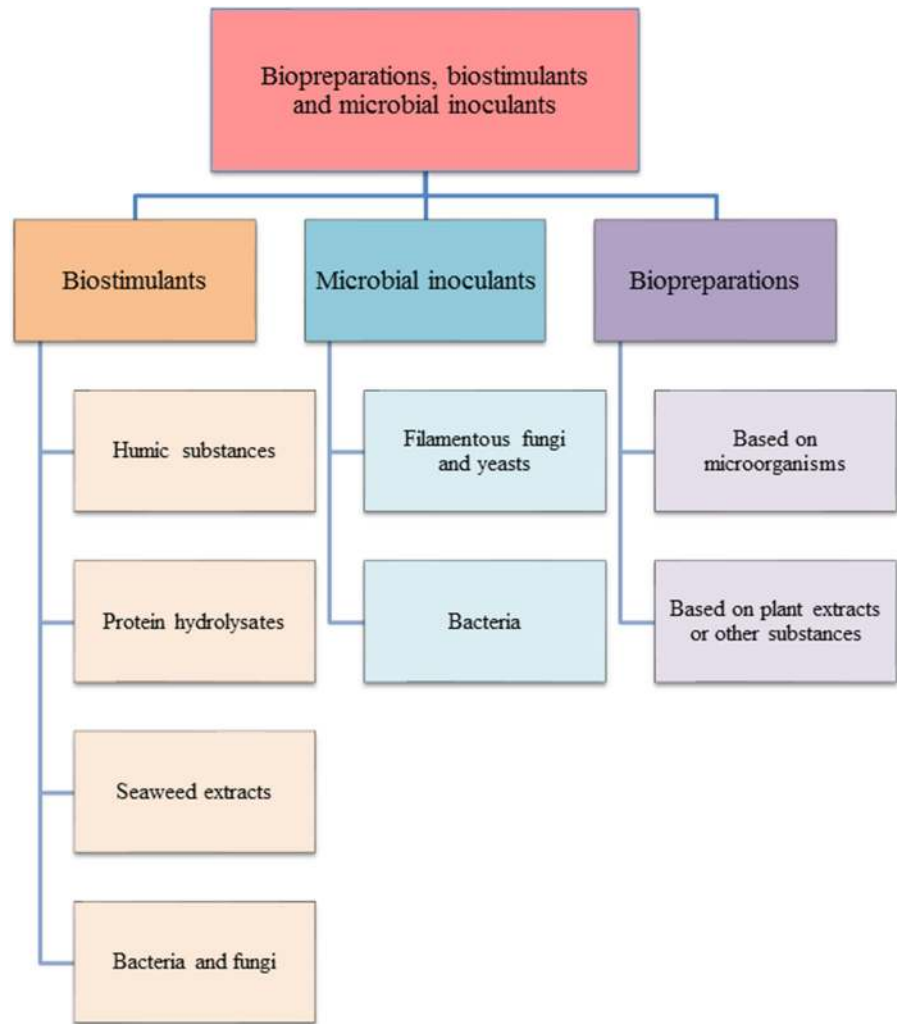 Biopreparations, biostimulants
and microbial inoculants
Biostimulants
Microbial inoculants
Biopreparations
Humic substances
Filamentous fungi
and yeasts
Based on
microorganisms
Protein hydrolysates
Bacteria
Based on plant extracts
or other substances
Seaweed extracts
Bacteria and fungi